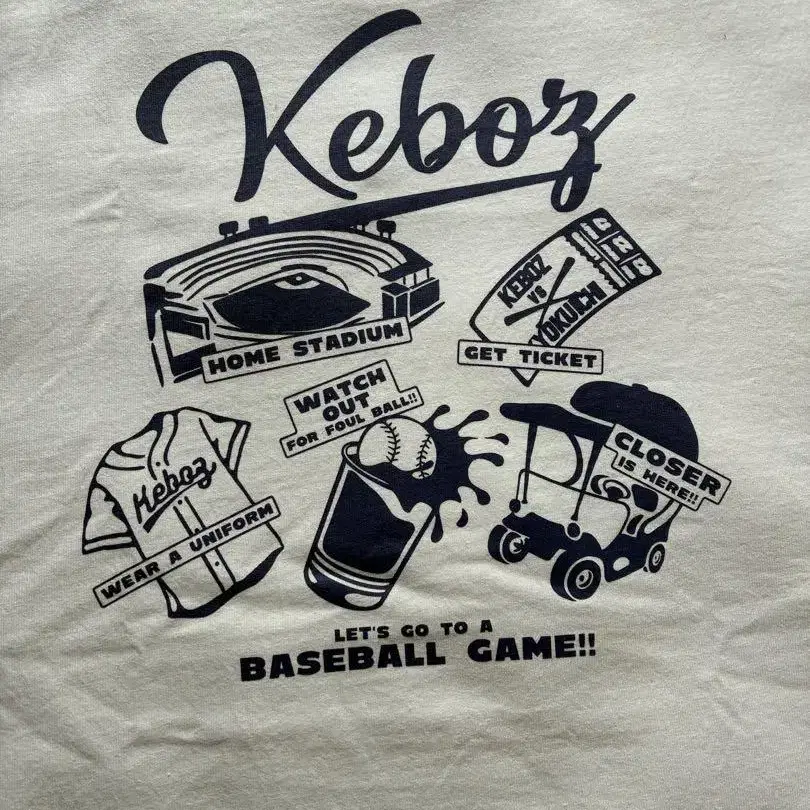 Keboz
HOME STADIUM
KEBOZ
VS
GET TICKET
WATCH
OUT
FOR FOUL BALL!!
Keboz
WEAR A UNIFORM
CLOSER
IS HERE!!
LET'S GO TO A
BASEBALL GAME!!